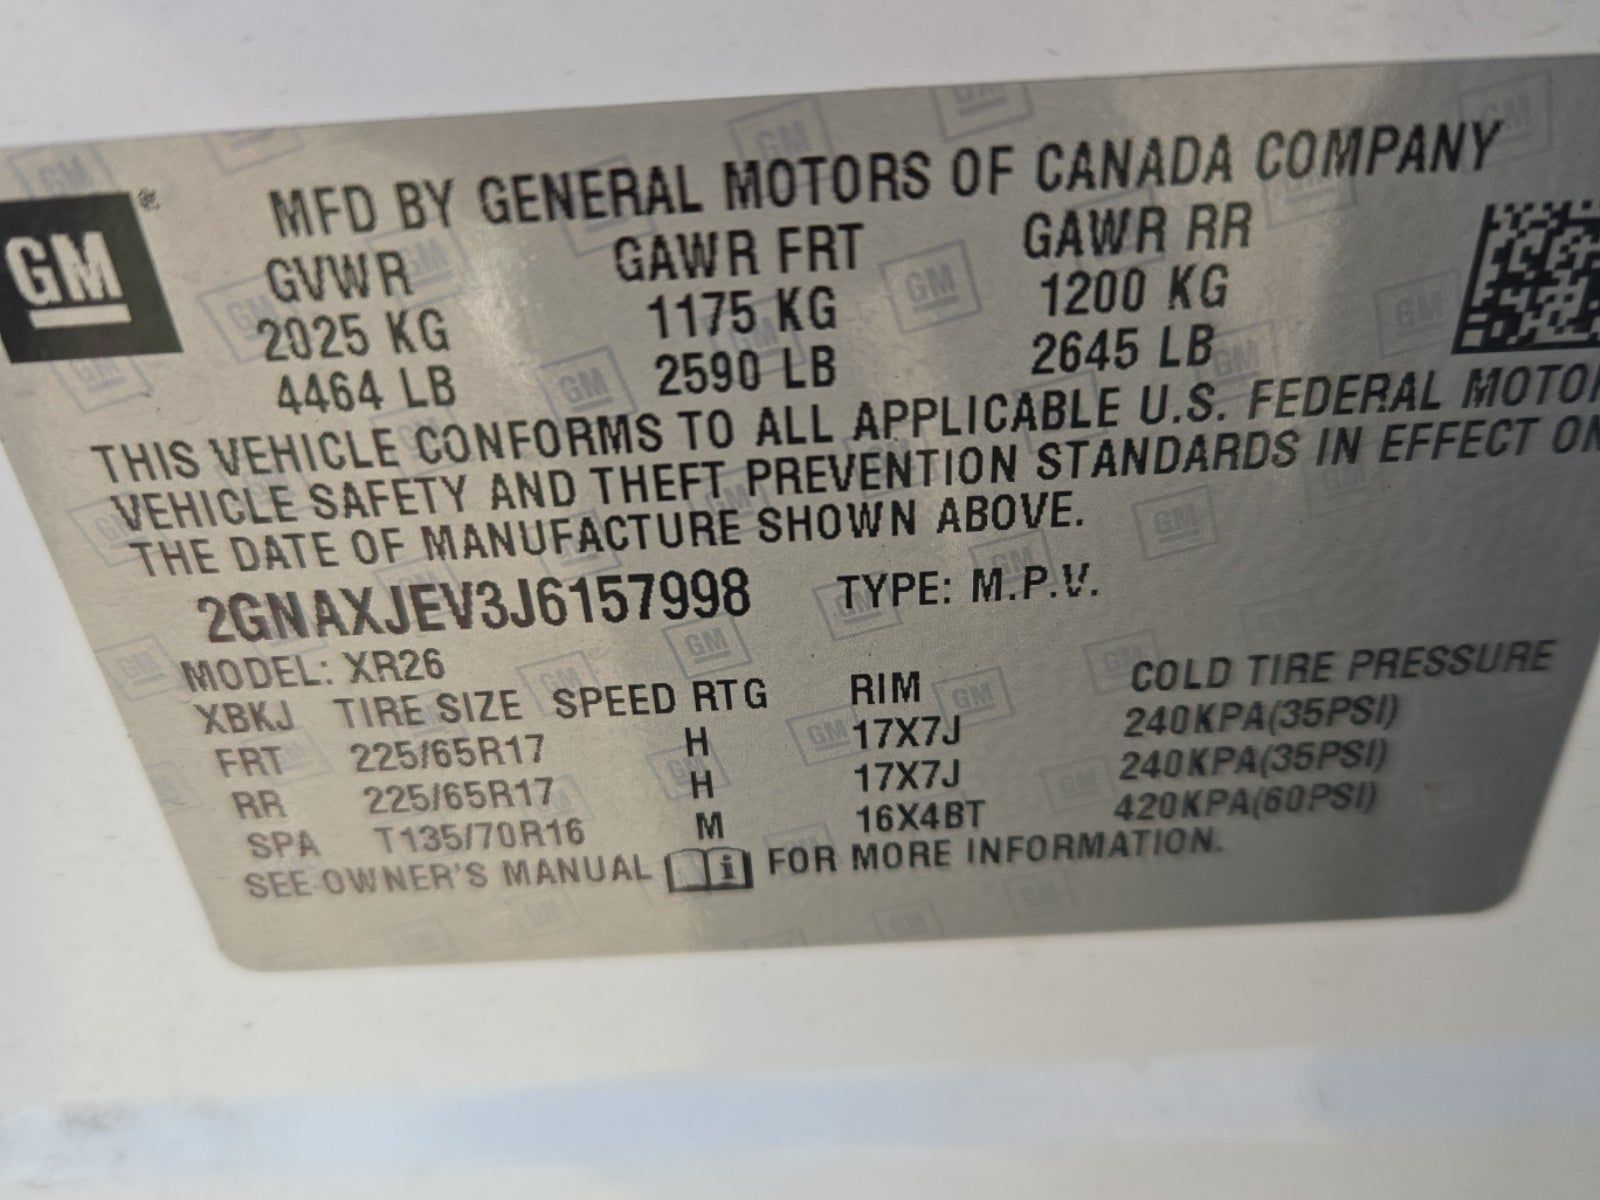 GM®
MFD BY GENERAL MOTORS OF CANADA COMPANY
GVWR GAWR FRT GAWR RR
2025 KG 1175 KG 1200 KG
4464 LB 2590 LB 2645 LB
THIS VEHICLE CONFORMS TO ALL APPLICABLE U.S. FEDERAL MOTOR
VEHICLE SAFETY AND THEFT PREVENTION STANDARDS IN EFFECT ON
THE DATE OF MANUFACTURE SHOWN ABOVE.
2GNAXJEV3J6157998 TYPE: M.P.V.
MODEL: XR26
XBKJ TIRE SIZE SPEED RTG RIM COLD TIRE PRESSURE
FRT 225/65R17 H 17X7J 240KPA(35PSI)
RR 225/65R17 H 17X7J 240KPA(35PSI)
SPA T135/70R16 M 16X4BT 420KPA(60PSI)
SEE OWNER'S MANUAL i FOR MORE INFORMATION.